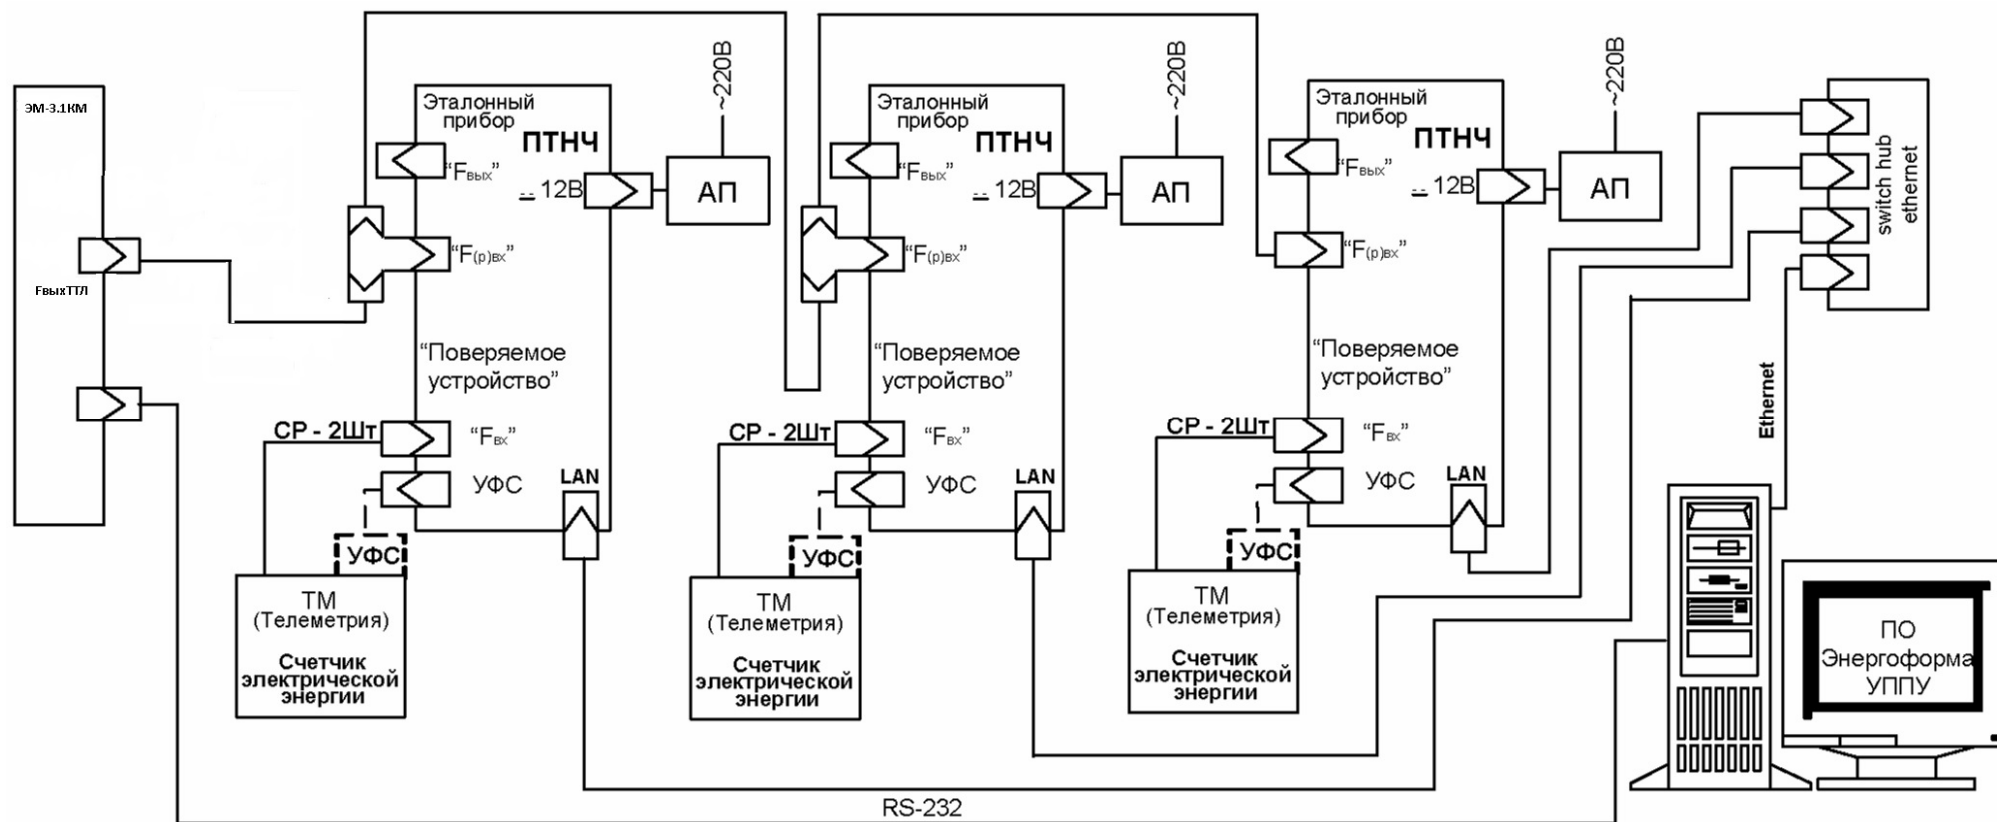 ЭМ-3.1КМ
FвыхТТЛ
Эталонный
прибор
ПТНЧ
“Fвых”
12В
АП
~220В
“F(р)вх”
“Поверяемое
устройство”
СР - 2Шт
“Fвх”
УФС
LAN
УФС
ТМ
(Телеметрия)
Счетчик
электрической
энергии
Эталонный
прибор
ПТНЧ
“Fвых”
12В
АП
~220В
“F(р)вх”
“Поверяемое
устройство”
СР - 2Шт
“Fвх”
УФС
LAN
УФС
ТМ
(Телеметрия)
Счетчик
электрической
энергии
Эталонный
прибор
ПТНЧ
“Fвых”
12В
АП
~220В
“F(р)вх”
“Поверяемое
устройство”
СР - 2Шт
“Fвх”
УФС
LAN
УФС
ТМ
(Телеметрия)
Счетчик
электрической
энергии
switch hub
ethernet
Ethernet
ПО
Энергоформа
УППУ
RS-232